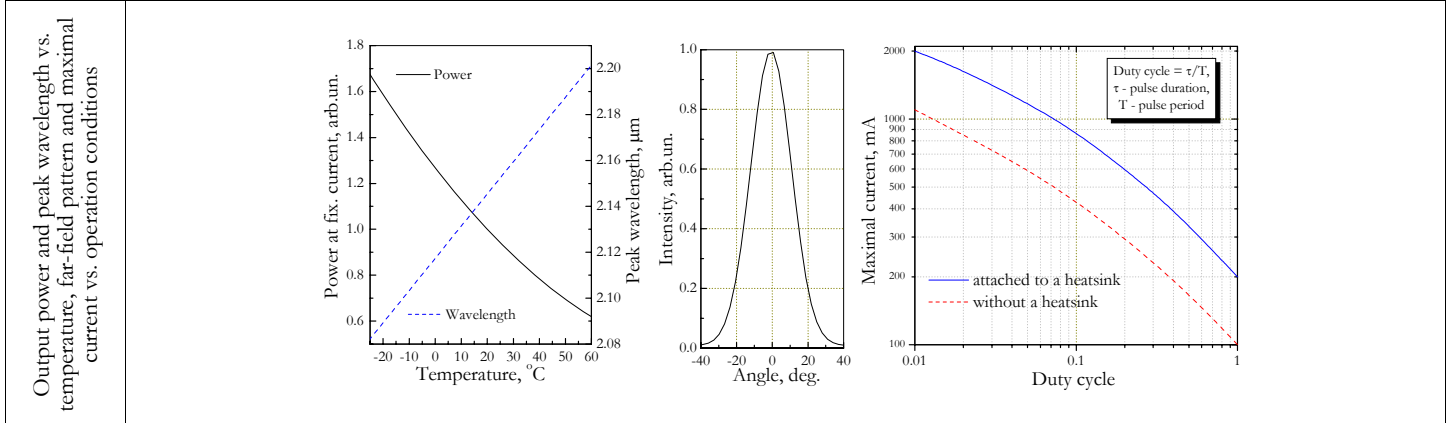 Output power and peak wavelength vs.
temperature, far-field pattern and maximal
current vs. operation conditions
Power at fix. current, arb.un.
1.8
1.6
1.4
1.2
1.0
0.8
0.6
Power
Wavelength
-20 -10 0 10 20 30 40 50 60
Temperature, °C
2.20
2.18
2.16
2.14
2.12
2.10
2.08
Peak wavelength, µm
Intensity, arb.un.
1.0
0.8
0.6
0.4
0.2
0.0
-40 -20 0 20 40
Angle, deg.
Maximal current, mA
2000
1000
900
800
700
600
500
400
300
200
100
Duty cycle = τ/T,
τ - pulse duration,
T - pulse period
attached to a heatsink
without a heatsink
0.01 0.1 1
Duty cycle